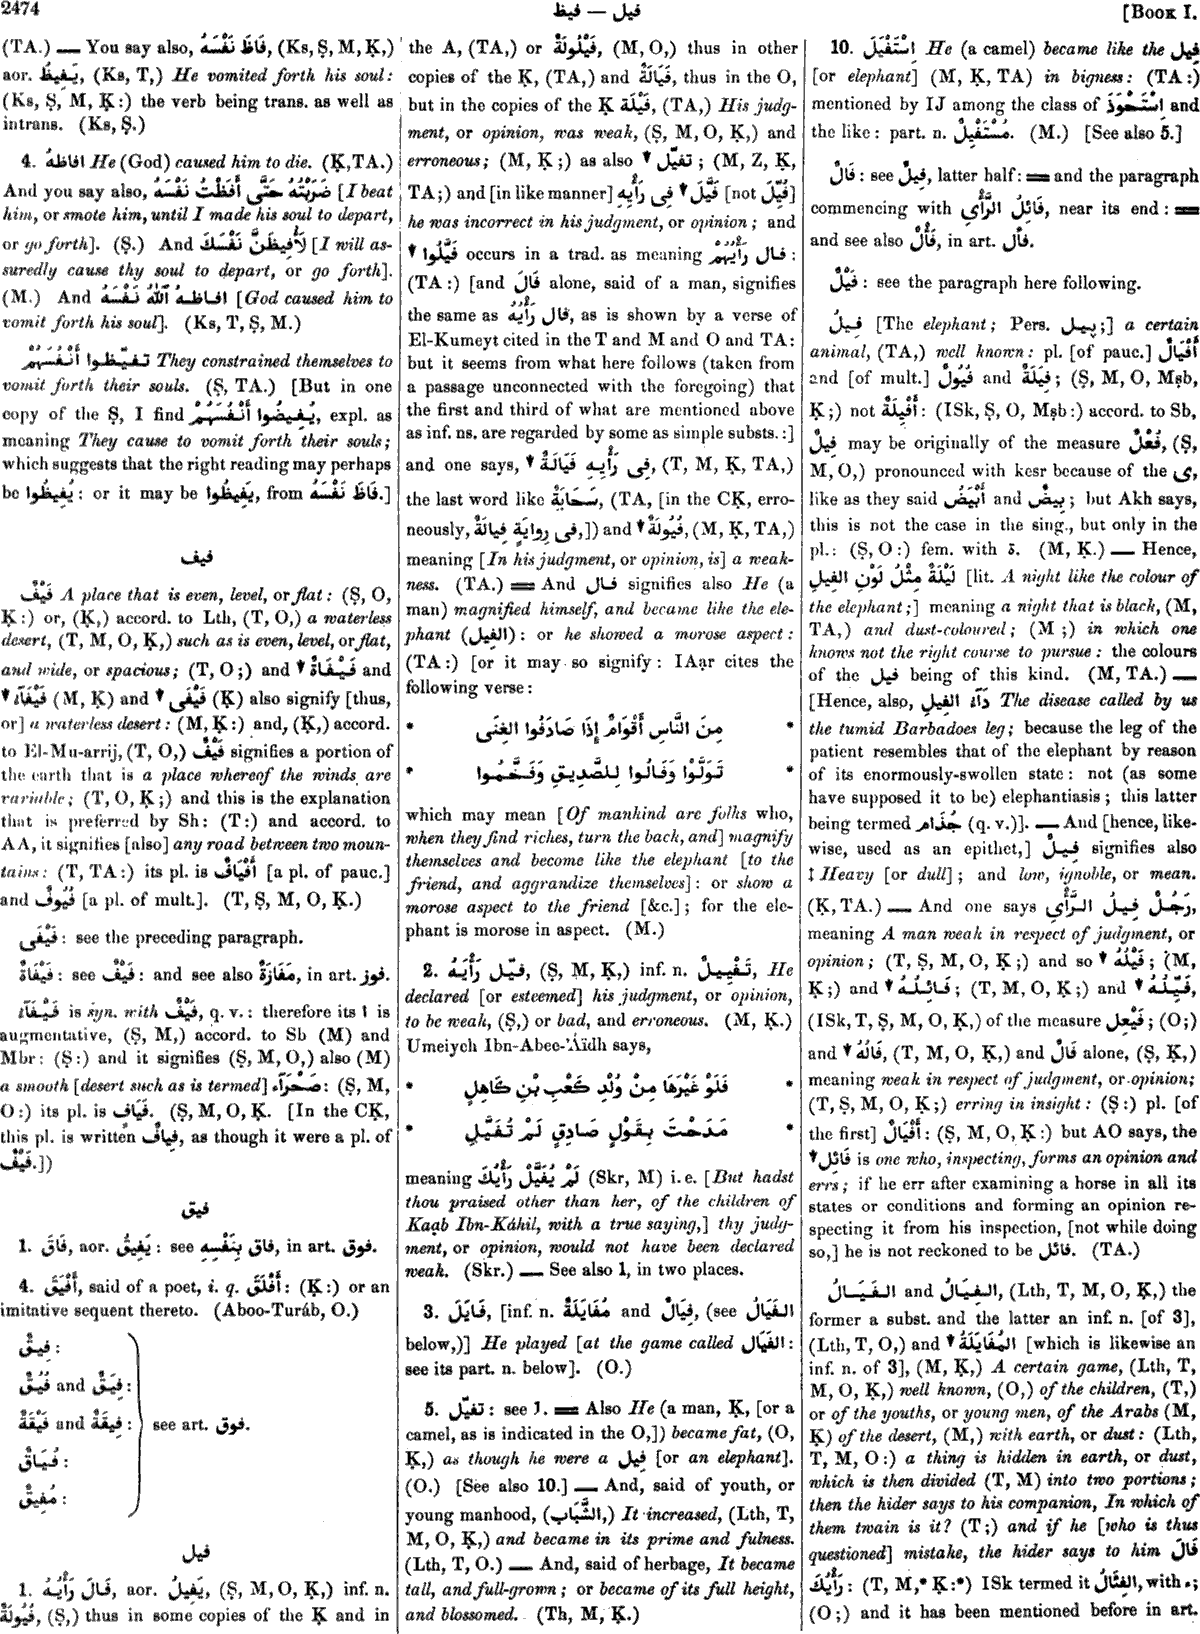 2474
فيل — فيظ
[Book I.
(TA.) — You say also, فَاظَ نَفْسَهُ, (Ks, Ṣ, M, Ḳ,)
aor. يَفِيظُ, (Ks, T,) He vomited forth his soul:
(Ks, Ṣ, M, Ḳ:) the verb being trans. as well as
intrans. (Ks, Ṣ.)
4. افاظهُ He (God) caused him to die. (Ḳ, TA.)
And you say also, ضَرَبْتُهُ حَتَّى أَفَظْتُ نَفْسَهُ [I beat
him, or smote him, until I made his soul to depart,
or go forth]. (Ṣ.) And لَأُفِيظَنَّ نَفْسَكَ [I will as-
suredly cause thy soul to depart, or go forth].
(M.) And افاظهُ ٱللّٰهُ نَفْسَهُ [God caused him to
vomit forth his soul]. (Ks, T, Ṣ, M.)
تفيّظوا أَنْفُسَهُمْ They constrained themselves to
vomit forth their souls. (Ṣ, TA.) [But in one
copy of the Ṣ, I find يُفِيضُوا أَنْفُسَهُمْ, expl. as
meaning They cause to vomit forth their souls;
which suggests that the right reading may perhaps
be يُفِيظُوا: or it may be يَفِيظُوا, from فَاظَ نَفْسَهُ.]
فيف
فَيْفٌ A place that is even, level, or flat: (Ṣ, O,
Ḳ:) or, (Ḳ,) accord. to Lth, (T, O,) a waterless
desert, (T, M, O, Ḳ,) such as is even, level, or flat,
and wide, or spacious; (T, O;) and ▼ فَيْفَاةٌ and
▼ فَيْفَآءُ (M, Ḳ) and ▼ فَيْفَى (Ḳ) also signify [thus,
or] a waterless desert: (M, Ḳ:) and, (Ḳ,) accord.
to El-Mu-arrij, (T, O,) فَيْفٌ signifies a portion of
the earth that is a place whereof the winds are
variable; (T, O, Ḳ;) and this is the explanation
that is preferred by Sh: (T:) and accord. to
AA, it signifies [also] any road between two moun-
tains: (T, TA:) its pl. is أَفْيَافٌ [a pl. of pauc.]
and فُيُوفٌ [a pl. of mult.]. (T, Ṣ, M, O, Ḳ.)
فَيْفَى: see the preceding paragraph.
فَيْفَاةٌ: see فَيْفٌ: and see also مَفَازَةٌ, in art. فوز.
فَيْفَآءُ is syn. with فَيْفٌ, q. v.: therefore its ا is
augmentative, (Ṣ, M,) accord. to Sb (M) and
Mbr: (Ṣ:) and it signifies (Ṣ, M, O,) also (M)
a smooth [desert such as is termed] صَحْرَآء: (Ṣ, M,
O:) its pl. is فَيَافٍ. (Ṣ, M, O, Ḳ. [In the CḲ,
this pl. is written فِيافٌ, as though it were a pl. of
فَيْفٌ.])
فيق
1. فَاقَ, aor. يَفِيقُ: see فاق بِنَفْسِهِ, in art. فوق.
4. أَفْيَقَ, said of a poet, i. q. أَفْلَقَ: (Ḳ:) or an
imitative sequent thereto. (Aboo-Turáb, O.)
فِيقٌ:
فُيُقٌ and فِيَقٌ:
فَيْقَةٌ and فِيقَةٌ:
فُيَاقٌ:
مُفِيقٌ:
see art. فوق.
فيل
1. فَالَ رَأْيُهُ, aor. يَفِيلُ, (Ṣ, M, O, Ḳ,) inf. n.
فُيُولَةٌ, (Ṣ,) thus in some copies of the Ḳ and in
the A, (TA,) or فَيْلُولَةٌ, (M, O,) thus in other
copies of the Ḳ, (TA,) and فَيَالَةٌ, thus in the O,
but in the copies of the Ḳ فَيْلَة, (TA,) His judg-
ment, or opinion, was weak, (Ṣ, M, O, Ḳ,) and
erroneous; (M, Ḳ;) as also ▼ تفيّل; (M, Z, Ḳ,
TA;) and [in like manner] فَيَّلَ ▼ فِى رَأْيِهِ [not فُيِّلَ]
he was incorrect in his judgment, or opinion; and
▼ فَيَّلُوا occurs in a trad. as meaning فال رَأْيُهُمْ:
(TA:) [and فَالَ alone, said of a man, signifies
the same as فال رَأْيُهُ, as is shown by a verse of
El-Kumeyt cited in the T and M and O and TA:
but it seems from what here follows (taken from
a passage unconnected with the foregoing) that
the first and third of what are mentioned above
as inf. ns. are regarded by some as simple substs.:]
and one says, ▼ فِى رَأْيِهِ فَيَالَةٌ, (T, M, Ḳ, TA,)
the last word like سَحَابَةٌ, (TA, [in the CḲ, erro-
neously, فى رِوايَةٍ فِيالَةٌ,]) and ▼ فُيُولَةٌ, (M, Ḳ, TA,)
meaning [In his judgment, or opinion, is] a weak-
ness. (TA.) ═ And فال signifies also He (a
man) magnified himself, and became like the ele-
phant (الفِيل): or he showed a morose aspect:
(TA:) [or it may so signify: IAạr cites the
following verse:
* مِنَ النَّاسِ أَقْوَامٌ إِذَا صَادَفُوا الغِنَى *
* تَوَلَّوْا وَفَالُوا لِلصَّدِيقِ وَفَخَّمُوا *
which may mean [Of mankind are folks who,
when they find riches, turn the back, and] magnify
themselves and become like the elephant [to the
friend, and aggrandize themselves]: or show a
morose aspect to the friend [&c.]; for the ele-
phant is morose in aspect. (M.)
2. فيّل رَأْيَهُ, (Ṣ, M, Ḳ,) inf. n. تَفْيِيلٌ, He
declared [or esteemed] his judgment, or opinion,
to be weak, (Ṣ,) or bad, and erroneous. (M, Ḳ.)
Umeiyeh Ibn-Abee-'Áïdh says,
* فَلَوْ غَيْرَهَا مِنْ وُلْدِ كَعْبِ بْنِ كَاهِلٍ *
* مَدَحْتَ بِقَوْلٍ صَادِقٍ لَمْ تُفَيَّلِ *
meaning لَمْ يُفَيَّلْ رَأْيُكَ (Skr, M) i. e. [But hadst
thou praised other than her, of the children of
Kaạb Ibn-Káhil, with a true saying,] thy judg-
ment, or opinion, would not have been declared
weak. (Skr.) — See also 1, in two places.
3. فَايَلَ, [inf. n. مُفَايَلَةٌ and فِيَالٌ, (see الفَيَالُ
below,)] He played [at the game called الفَيَال:
see its part. n. below]. (O.)
5. تفيّل: see 1. ═ Also He (a man, Ḳ, [or a
camel, as is indicated in the O,]) became fat, (O,
Ḳ,) as though he were a فِيل [or an elephant].
(O.) [See also 10.] — And, said of youth, or
young manhood, (الشَّبَاب,) It increased, (Lth, T,
M, O, Ḳ,) and became in its prime and fulness.
(Lth, T, O.) — And, said of herbage, It became
tall, and full-grown; or became of its full height,
and blossomed. (Th, M, Ḳ.)
10. اِسْتَفْيَلَ He (a camel) became like the فِيل
[or elephant] (M, Ḳ, TA) in bigness: (TA:)
mentioned by IJ among the class of اِسْتَحْوَذَ and
the like: part. n. مُسْتَفْيِلٌ. (M.) [See also 5.]
فَالٌ: see فِيلٌ, latter half: ═ and the paragraph
commencing with فَائِلُ الرَّأْىِ, near its end: ═
and see also فَأْلٌ, in art. فأل.
فَيْلٌ: see the paragraph here following.
فِيلٌ [The elephant; Pers. پيل;] a certain
animal, (TA,) well known: pl. [of pauc.] أَفْيَالٌ
and [of mult.] فُيُولٌ and فِيَلَةٌ; (Ṣ, M, O, Mṣb,
Ḳ;) not أَفْيِلَةٌ: (ISk, Ṣ, O, Mṣb:) accord. to Sb,
فِيلٌ may be originally of the measure فُعْلٌ, (Ṣ,
M, O,) pronounced with kesr because of the ى,
like as they said أَبْيَضُ and بِيضٌ; but Akh says,
this is not the case in the sing., but only in the
pl.: (Ṣ, O:) fem. with ة. (M, Ḳ.) — Hence,
لَيْلَةٌ مِثْلُ لَوْنِ الفِيلِ [lit. A night like the colour of
the elephant;] meaning a night that is black, (M,
TA,) and dust-coloured; (M;) in which one
knows not the right course to pursue: the colours
of the فيل being of this kind. (M, TA.) —
[Hence, also, دَآءُ الفِيلِ The disease called by us
the tumid Barbadoes leg; because the leg of the
patient resembles that of the elephant by reason
of its enormously-swollen state: not (as some
have supposed it to be) elephantiasis; this latter
being termed جُذَام (q. v.)]. — And [hence, like-
wise, used as an epithet,] فِيلٌ signifies also
‡ Heavy [or dull]; and low, ignoble, or mean.
(Ḳ, TA.) — And one says رَجُلٌ فِيلُ الرَّأْىِ,
meaning A man weak in respect of judgment, or
opinion; (T, Ṣ, M, O, Ḳ;) and so ▼ فَيْلُهُ; (M,
Ḳ;) and ▼ فَائِلُهُ; (T, M, O, Ḳ;) and ▼ فَيِّلُهُ,
(ISk, T, Ṣ, M, O, Ḳ,) of the measure فَيْعِل; (O;)
and ▼ فَالُهُ, (T, M, O, Ḳ,) and فَالٌ alone, (Ṣ, Ḳ,)
meaning weak in respect of judgment, or opinion;
(T, Ṣ, M, O, Ḳ;) erring in insight: (Ṣ:) pl. [of
the first] أَفْيَالٌ: (Ṣ, M, O, Ḳ:) but AO says, the
▼ فَائِل is one who, inspecting, forms an opinion and
errs; if he err after examining a horse in all its
states or conditions and forming an opinion re-
specting it from his inspection, [not while doing
so,] he is not reckoned to be فائل. (TA.)
الفَيَالُ and الفِيَالُ, (Lth, T, M, O, Ḳ,) the
former a subst. and the latter an inf. n. [of 3],
(Lth, T, O,) and ▼ المُفَايَلَةُ [which is likewise an
inf. n. of 3], (M, Ḳ,) A certain game, (Lth, T,
M, O, Ḳ,) well known, (O,) of the children, (T,)
or of the youths, or young men, of the Arabs (M,
Ḳ) of the desert, (M,) with earth, or dust: (Lth,
T, M, O:) a thing is hidden in earth, or dust,
which is then divided (T, M) into two portions;
then the hider says to his companion, In which of
them twain is it? (T;) and if he [who is thus
questioned] mistake, the hider says to him فَالَ
رَأْيُكَ: (T, M,* Ḳ:*) ISk termed it الفِئَالُ, with ء;
(O;) and it has been mentioned before in art.